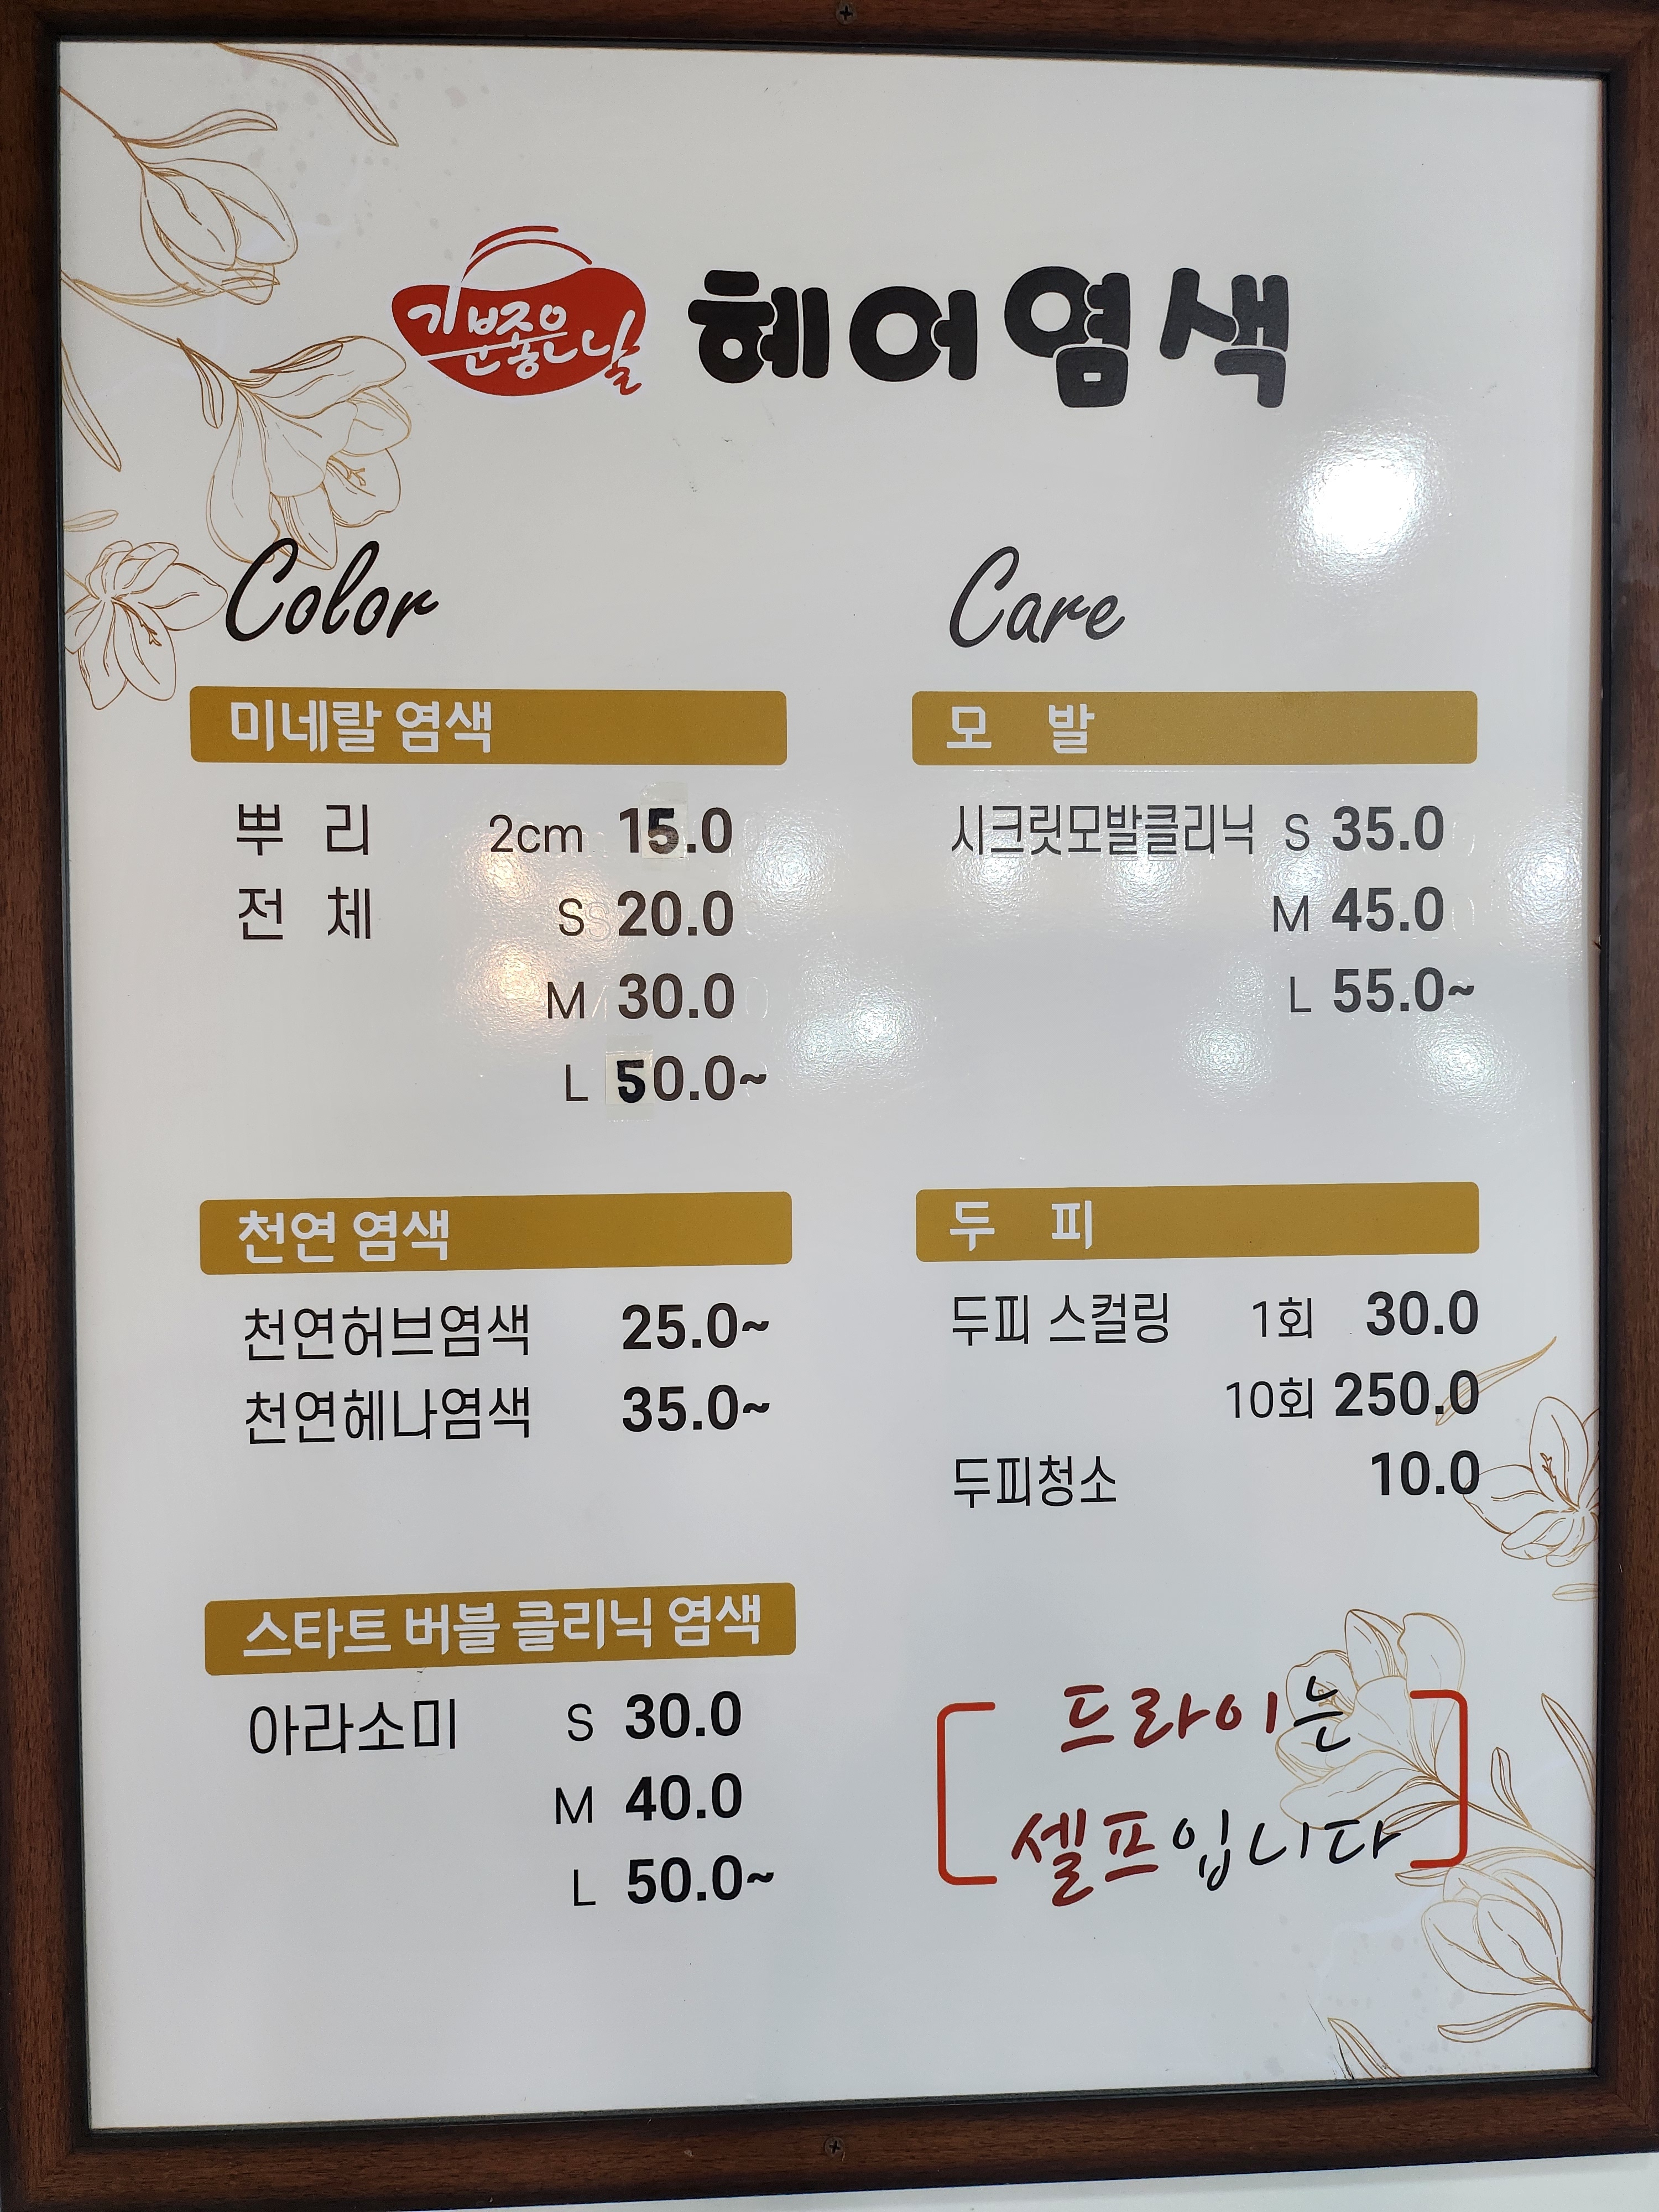 기분좋은날 헤어염색
Color
미네랄 염색
뿌 리 2cm 15.0
전 체 S 20.0
M 30.0
L 50.0~
천연 염색
천연허브염색 25.0~
천연헤나염색 35.0~
스타트 버블 클리닉 염색
아라소미 S 30.0
M 40.0
L 50.0~
Care
모 발
시크릿모발클리닉 S 35.0
M 45.0
L 55.0~
두 피
두피 스컬링 1회 30.0
10회 250.0
두피청소 10.0
드라이는
셀프입니다